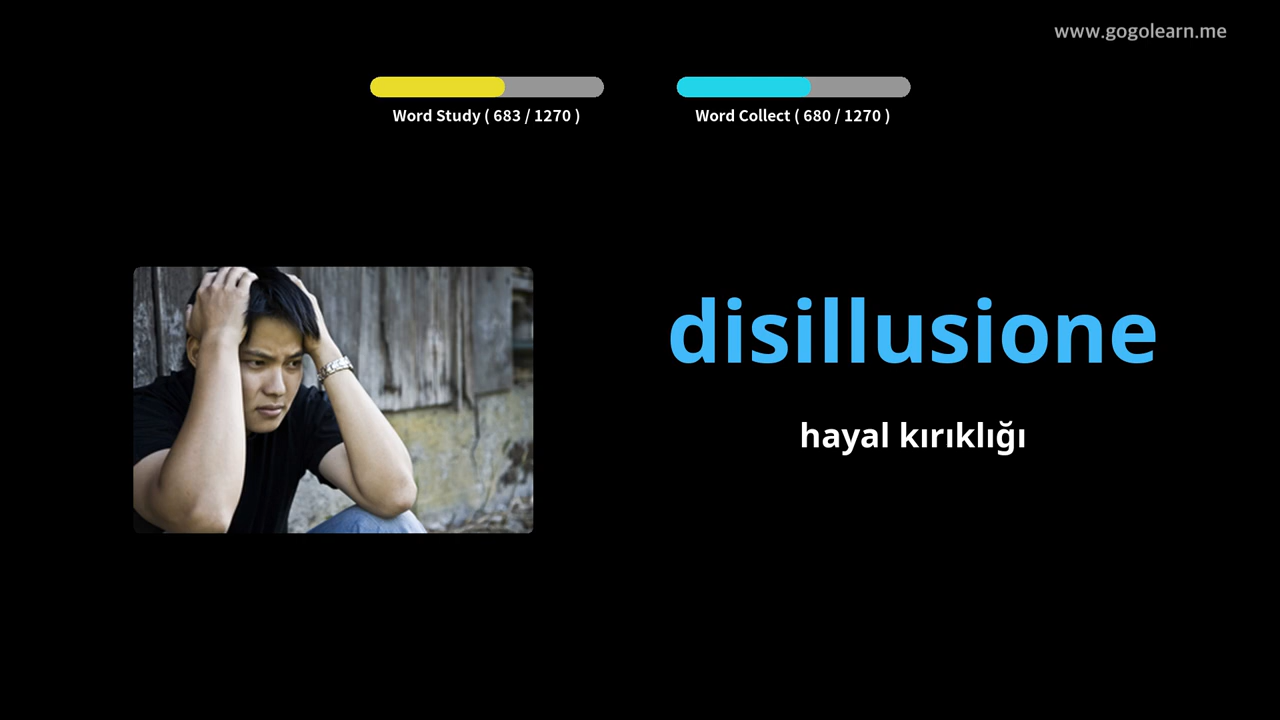 www.gogolearn.me
Word Study ( 683 / 1270 )
Word Collect ( 680 / 1270 )
disillusione
hayal kırıklığı